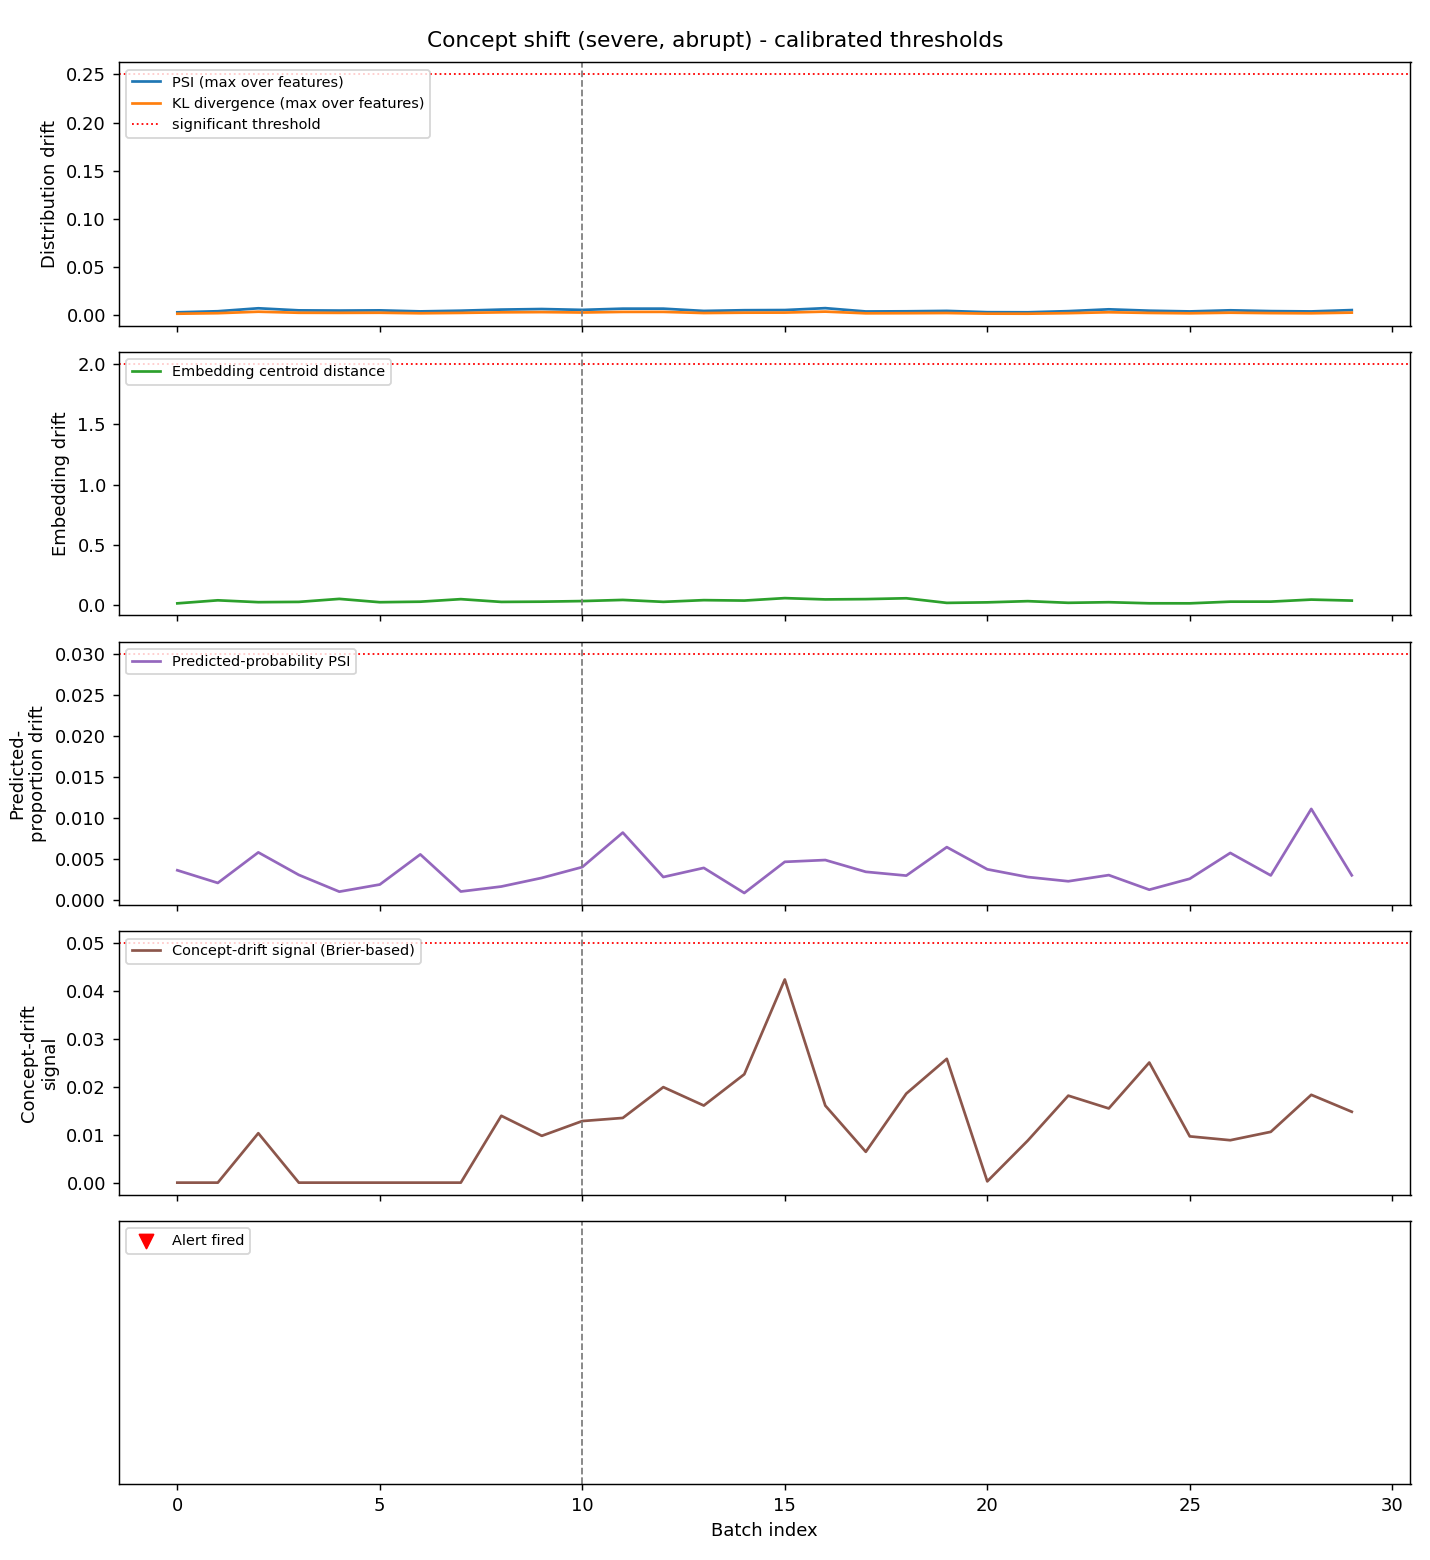 Concept shift (severe, abrupt) - calibrated thresholds
Distribution drift
0.25
0.20
0.15
0.10
0.05
0.00
PSI (max over features)
KL divergence (max over features)
significant threshold
Embedding drift
2.0
1.5
1.0
0.5
0.0
Embedding centroid distance
Predicted-
proportion drift
0.030
0.025
0.020
0.015
0.010
0.005
0.000
Predicted-probability PSI
Concept-drift
signal
0.05
0.04
0.03
0.02
0.01
0.00
Concept-drift signal (Brier-based)
Alert fired
0 5 10 15 20 25 30
Batch index